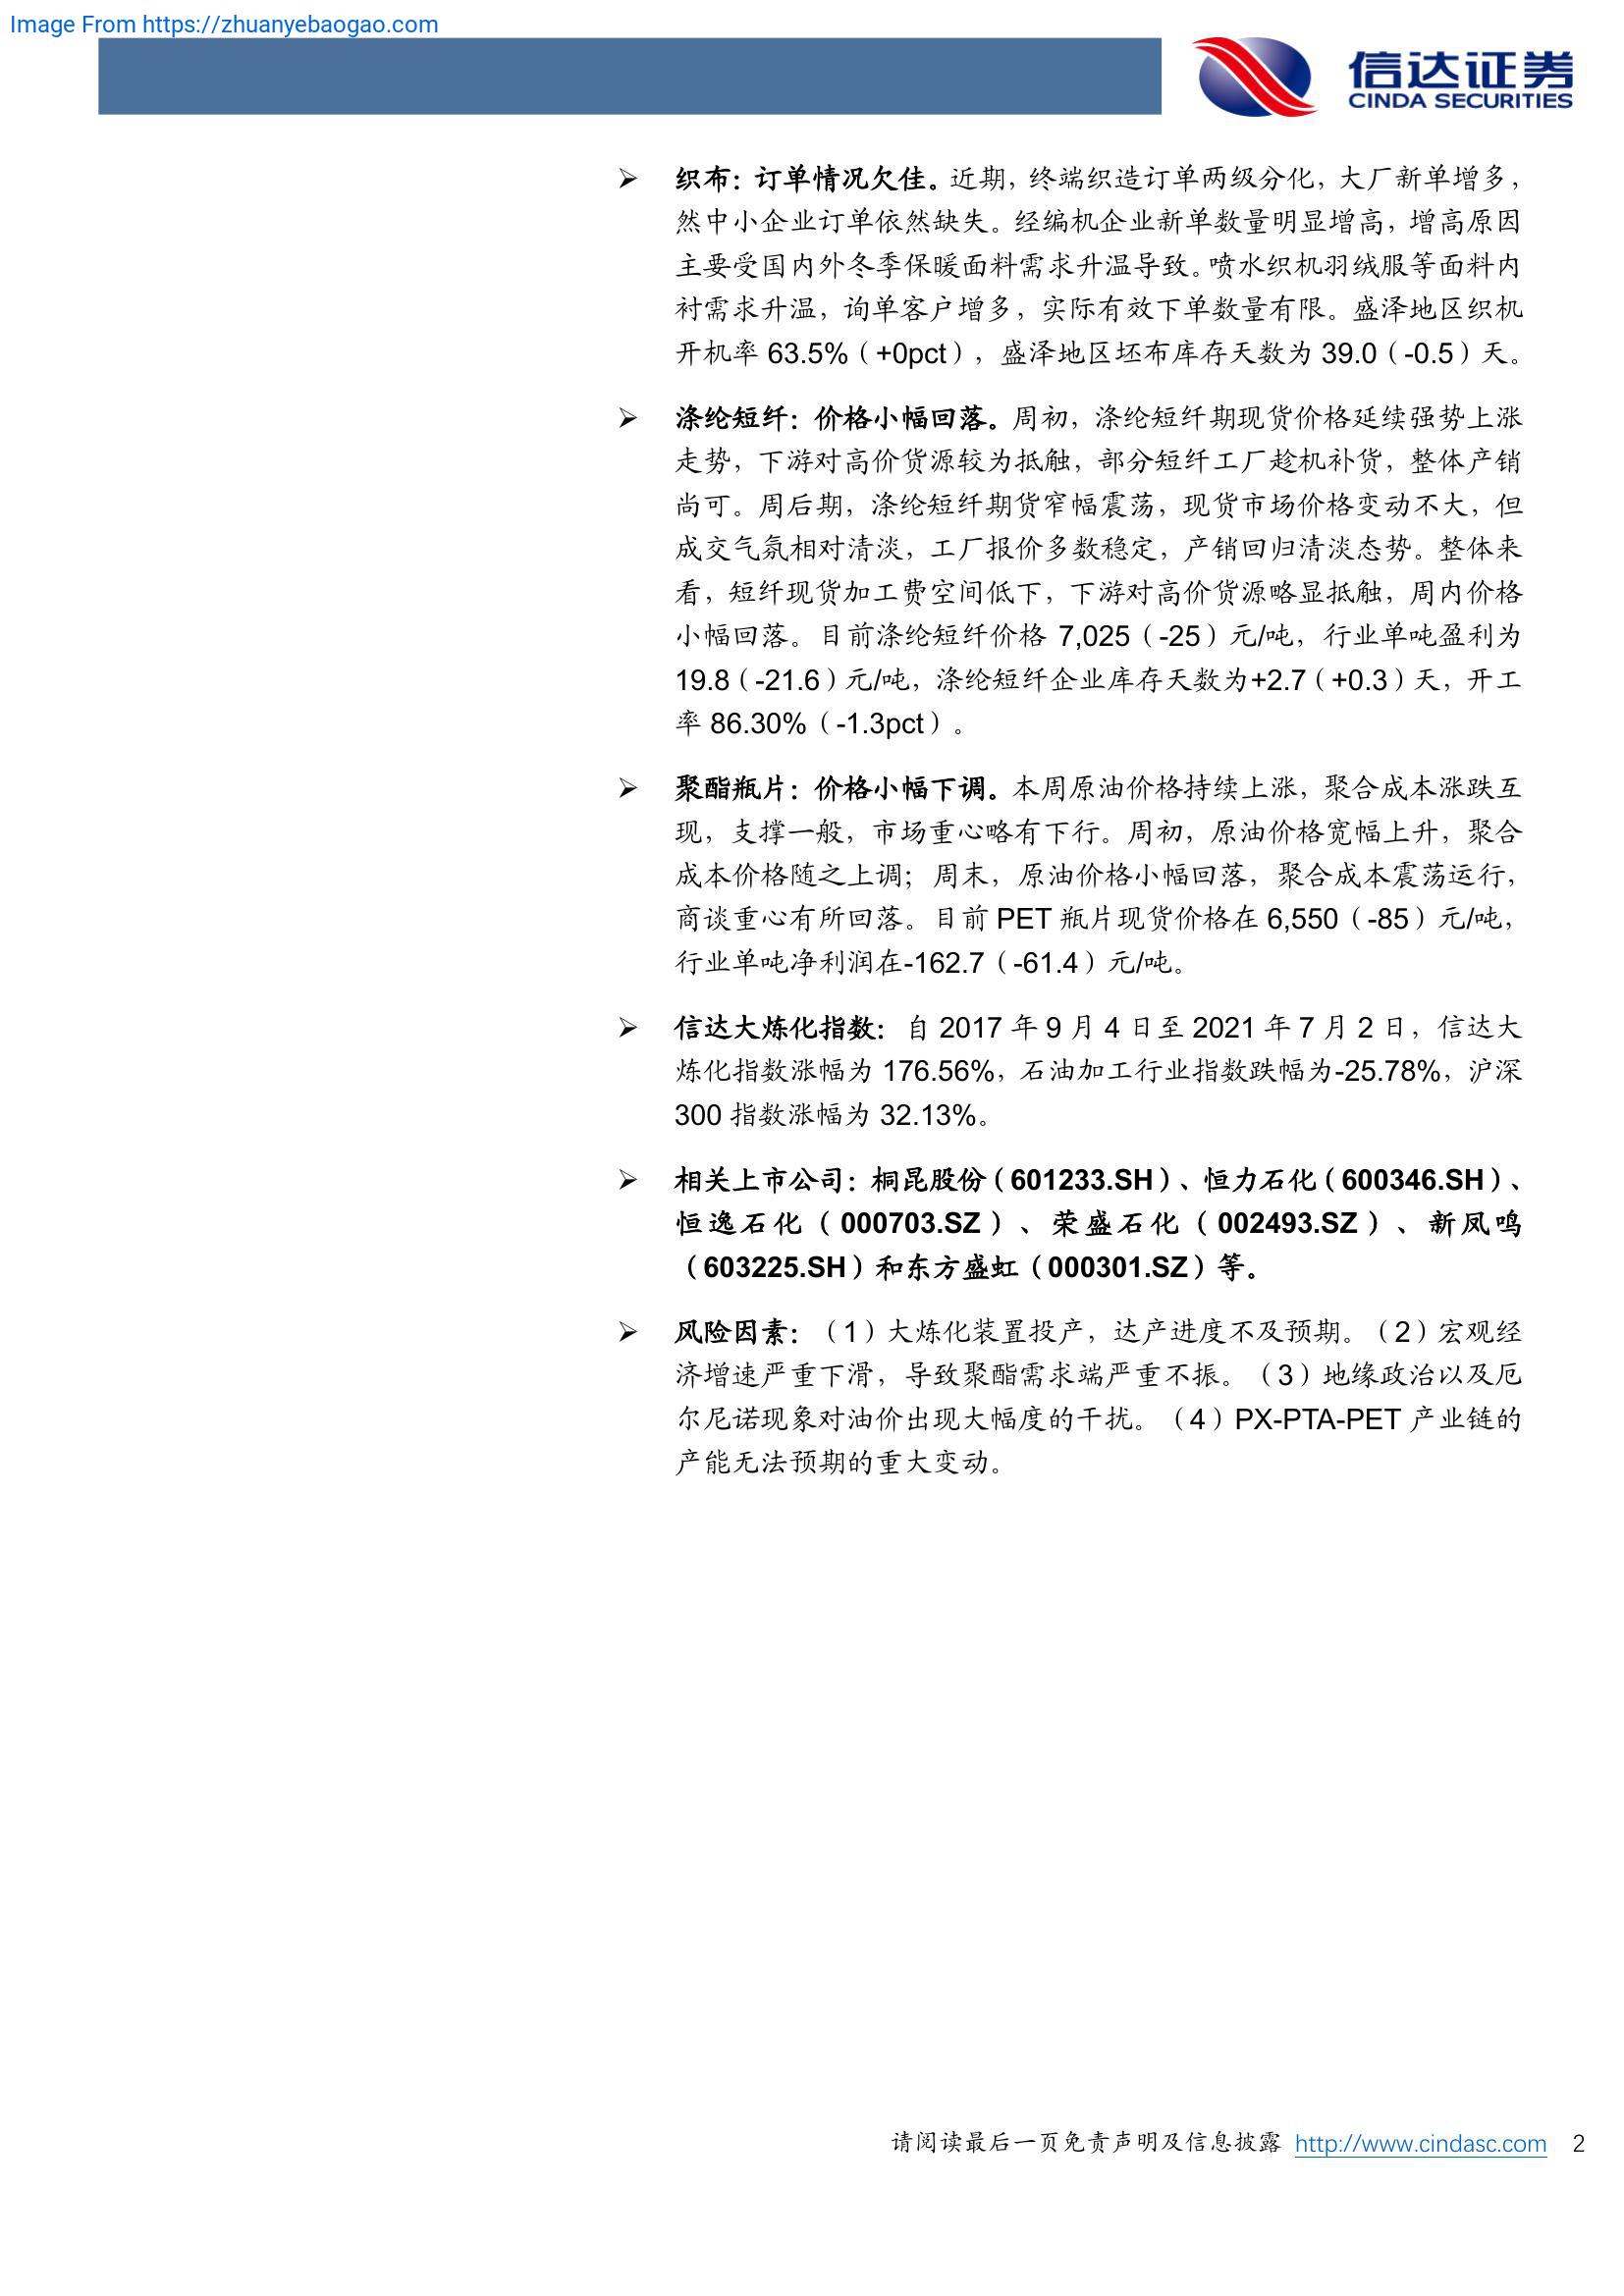 Image From https://zhuanyebaogao.com
信达证券
CINDA SECURITIES
➢ 织布：订单情况欠佳。近期，终端织造订单两级分化，大厂新单增多，
然中小企业订单依然缺失。经编机企业新单数量明显增高，增高原因
主要受国内外冬季保暖面料需求升温导致。喷水织机羽绒服等面料内
衬需求升温，询单客户增多，实际有效下单数量有限。盛泽地区织机
开机率 63.5%（+0pct），盛泽地区坯布库存天数为 39.0（-0.5）天。
➢ 涤纶短纤：价格小幅回落。周初，涤纶短纤期现货价格延续强势上涨
走势，下游对高价货源较为抵触，部分短纤工厂趁机补货，整体产销
尚可。周后期，涤纶短纤期货窄幅震荡，现货市场价格变动不大，但
成交气氛相对清淡，工厂报价多数稳定，产销回归清淡态势。整体来
看，短纤现货加工费空间低下，下游对高价货源略显抵触，周内价格
小幅回落。目前涤纶短纤价格 7,025（-25）元/吨，行业单吨盈利为
19.8（-21.6）元/吨，涤纶短纤企业库存天数为+2.7（+0.3）天，开工
率 86.30%（-1.3pct）。
➢ 聚酯瓶片：价格小幅下调。本周原油价格持续上涨，聚合成本涨跌互
现，支撑一般，市场重心略有下行。周初，原油价格宽幅上升，聚合
成本价格随之上调；周末，原油价格小幅回落，聚合成本震荡运行，
商谈重心有所回落。目前 PET 瓶片现货价格在 6,550（-85）元/吨，
行业单吨净利润在-162.7（-61.4）元/吨。
➢ 信达大炼化指数：自 2017 年 9 月 4 日至 2021 年 7 月 2 日，信达大
炼化指数涨幅为 176.56%，石油加工行业指数跌幅为-25.78%，沪深
300 指数涨幅为 32.13%。
➢ 相关上市公司：桐昆股份（601233.SH）、恒力石化（600346.SH）、
恒逸石化（000703.SZ）、荣盛石化（002493.SZ）、新凤鸣
（603225.SH）和东方盛虹（000301.SZ）等。
➢ 风险因素：（1）大炼化装置投产，达产进度不及预期。（2）宏观经
济增速严重下滑，导致聚酯需求端严重不振。（3）地缘政治以及厄
尔尼诺现象对油价出现大幅度的干扰。（4）PX-PTA-PET 产业链的
产能无法预期的重大变动。
请阅读最后一页免责声明及信息披露 http://www.cindasc.com 2